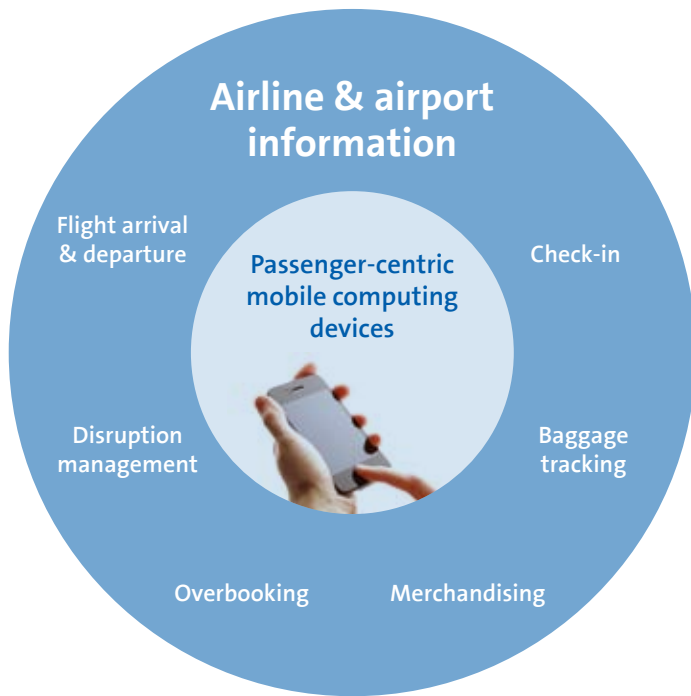 Airline & airport
information
Flight arrival
& departure
Check-in
Passenger-centric
mobile computing
devices
Disruption
management
Baggage
tracking
Overbooking
Merchandising